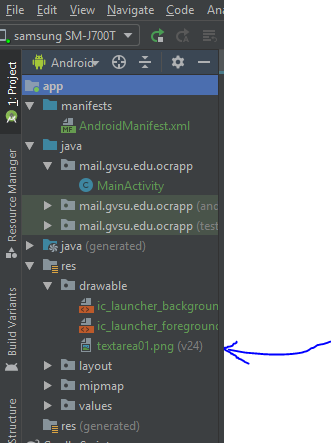 File Edit View Navigate Code Ana
samsung SM-J700T
Android
1: Project
app
manifests
AndroidManifest.xml
java
mail.gvsu.edu.ocrapp
MainActivity
mail.gvsu.edu.ocrapp (and
mail.gvsu.edu.ocrapp (test
java (generated)
res
drawable
ic_launcher_background
ic_launcher_foreground
textarea01.png (v24)
layout
mipmap
values
res (generated)
Resource Manager
Build Variants
Structure